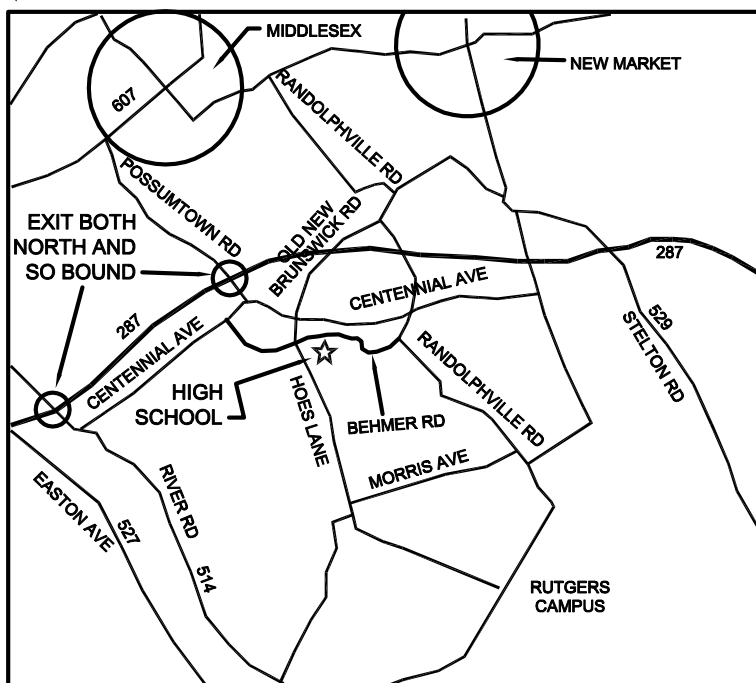 MIDDLESEX
NEW MARKET
607
RANDOLPHVILLE RD
POSSUMTOWN RD
OLD NEW
BRUNSWICK RD
EXIT BOTH
NORTH AND
SO BOUND
287
CENTENNIAL AVE
287
CENTENNIAL AVE
529
STELTON RD
HIGH
SCHOOL
HOES LANE
BEHMER RD
RANDOLPHVILLE RD
MORRIS AVE
EASTON AVE
527
RIVER RD
514
RUTGERS
CAMPUS